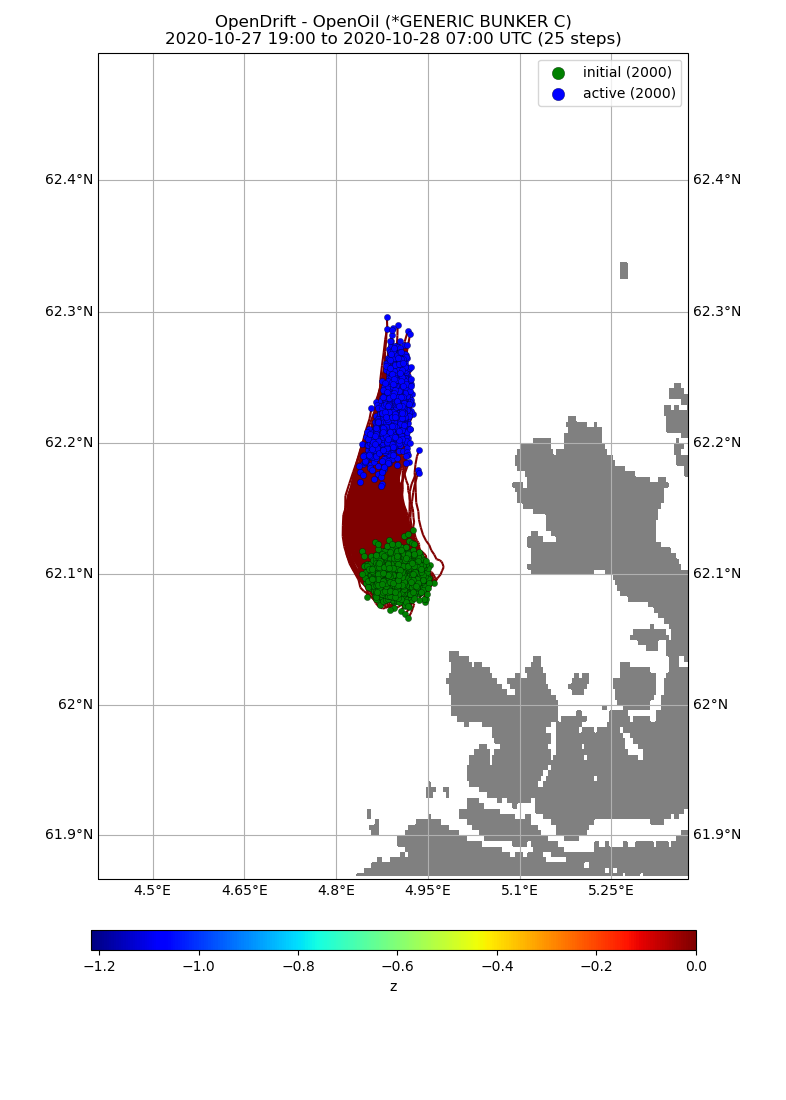 OpenDrift - OpenOil (*GENERIC BUNKER C)
2020-10-27 19:00 to 2020-10-28 07:00 UTC (25 steps)
initial (2000)
active (2000)
62.4°N 62.4°N
62.3°N 62.3°N
62.2°N 62.2°N
62.1°N 62.1°N
62°N 62°N
61.9°N 61.9°N
4.5°E 4.65°E 4.8°E 4.95°E 5.1°E 5.25°E
−1.2 −1.0 −0.8 −0.6 −0.4 −0.2 0.0
z